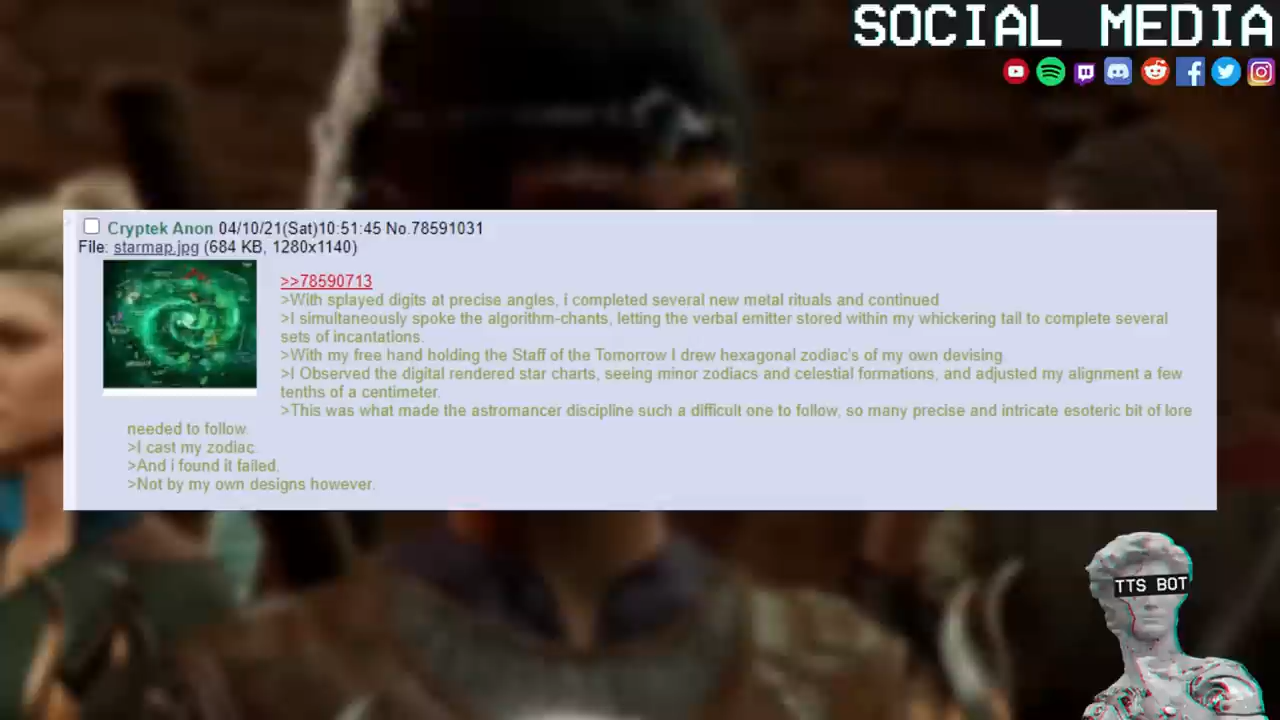 SOCIAL MEDIA
Cryptek Anon 04/10/21(Sat)10:51:45 No.78591031
File: starmap.jpg (684 KB, 1280x1140)
>>78590713
>With splayed digits at precise angles, i completed several new metal rituals and continued
>I simultaneously spoke the algorithm-chants, letting the verbal emitter stored within my whickering tail to complete several
sets of incantations.
>With my free hand holding the Staff of the Tomorrow I drew hexagonal zodiac's of my own devising
>I Observed the digital rendered star charts, seeing minor zodiacs and celestial formations, and adjusted my alignment a few
tenths of a centimeter.
>This was what made the astromancer discipline such a difficult one to follow, so many precise and intricate esoteric bit of lore
needed to follow.
>I cast my zodiac.
>And i found it failed.
>Not by my own designs however.
TTS BOT